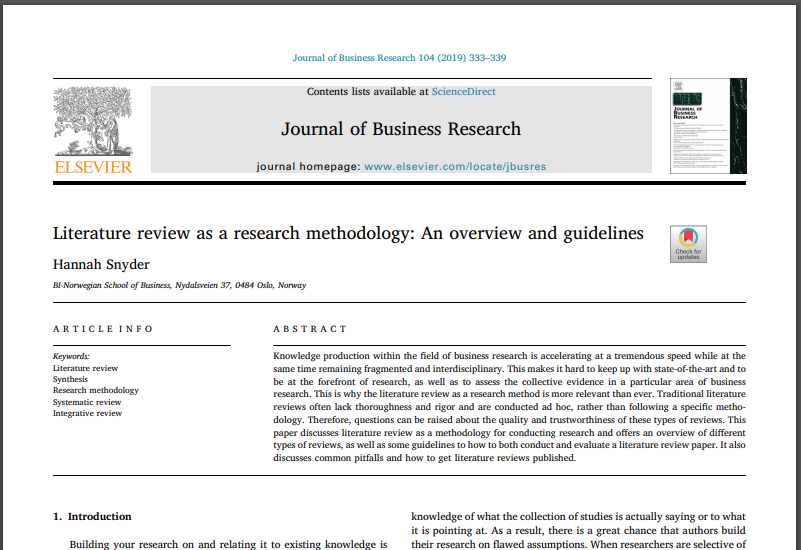 Journal of Business Research 104 (2019) 333–339
Contents lists available at ScienceDirect
Journal of Business Research
journal homepage: www.elsevier.com/locate/jbusres
ELSEVIER
JOURNAL OF
BUSINESS
RESEARCH
Literature review as a research methodology: An overview and guidelines
Check for
updates
Hannah Snyder
BI-Norwegian School of Business, Nydalsveien 37, 0484 Oslo, Norway
ARTICLE INFO
Keywords:
Literature review
Synthesis
Research methodology
Systematic review
Integrative review
ABSTRACT
Knowledge production within the field of business research is accelerating at a tremendous speed while at the
same time remaining fragmented and interdisciplinary. This makes it hard to keep up with state-of-the-art and to
be at the forefront of research, as well as to assess the collective evidence in a particular area of business
research. This is why the literature review as a research method is more relevant than ever. Traditional literature
reviews often lack thoroughness and rigor and are conducted ad hoc, rather than following a specific metho-
dology. Therefore, questions can be raised about the quality and trustworthiness of these types of reviews. This
paper discusses literature review as a methodology for conducting research and offers an overview of different
types of reviews, as well as some guidelines to how to both conduct and evaluate a literature review paper. It also
discusses common pitfalls and how to get literature reviews published.
1. Introduction
Building your research on and relating it to existing knowledge is
knowledge of what the collection of studies is actually saying or to what
it is pointing at. As a result, there is a great chance that authors build
their research on flawed assumptions. When researchers are selective of